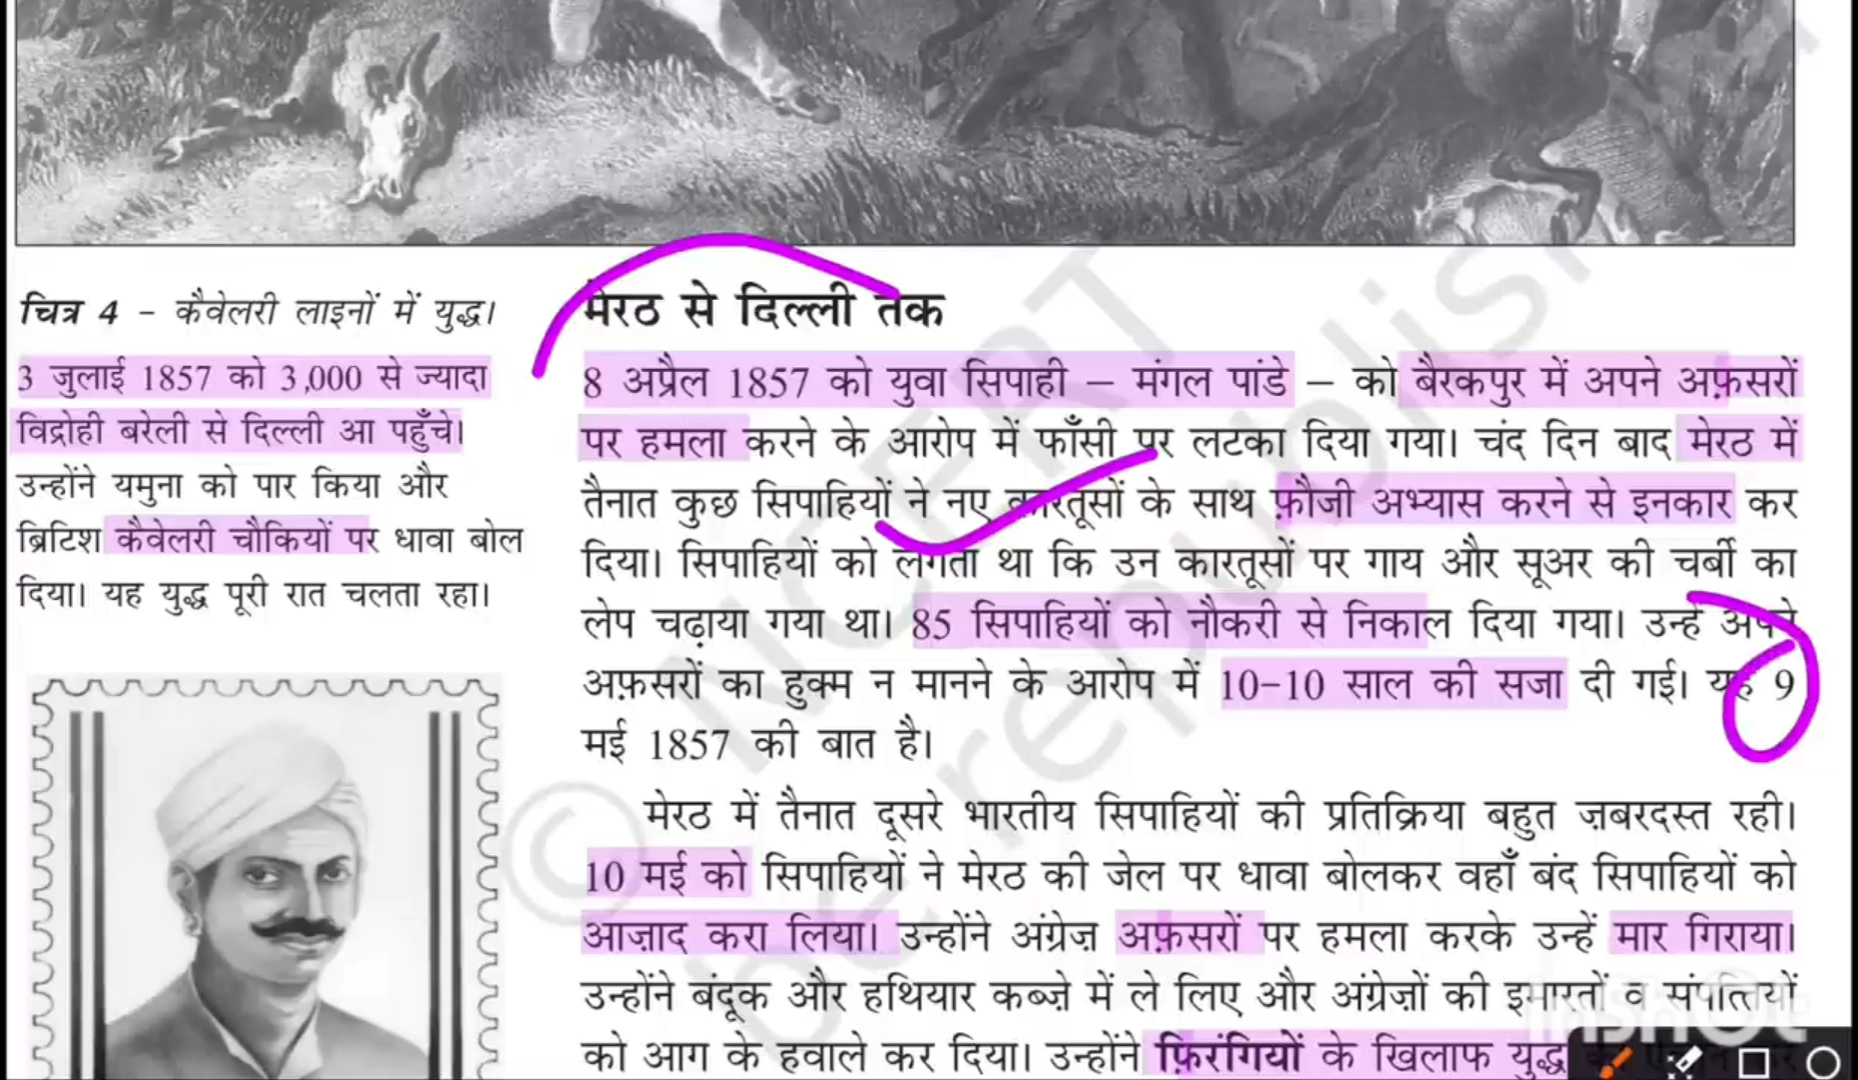 चित्र 4 – कैवेलरी लाइनों में युद्ध।
3 जुलाई 1857 को 3,000 से ज्यादा
विद्रोही बरेली से दिल्ली आ पहुँचे।
उन्होंने यमुना को पार किया और
ब्रिटिश कैवेलरी चौकियों पर धावा बोल
दिया। यह युद्ध पूरी रात चलता रहा।
मेरठ से दिल्ली तक
8 अप्रैल 1857 को युवा सिपाही – मंगल पांडे – को बैरकपुर में अपने अफ़सरों
पर हमला करने के आरोप में फाँसी पर लटका दिया गया। चंद दिन बाद मेरठ में
तैनात कुछ सिपाहियों ने नए कारतूसों के साथ फ़ौजी अभ्यास करने से इनकार कर
दिया। सिपाहियों को लगता था कि उन कारतूसों पर गाय और सूअर की चर्बी का
लेप चढ़ाया गया था। 85 सिपाहियों को नौकरी से निकाल दिया गया। उन्हें अपने
अफ़सरों का हुक्म न मानने के आरोप में 10-10 साल की सजा दी गई। यह 9
मई 1857 की बात है।
मेरठ में तैनात दूसरे भारतीय सिपाहियों की प्रतिक्रिया बहुत ज़बरदस्त रही।
10 मई को सिपाहियों ने मेरठ की जेल पर धावा बोलकर वहाँ बंद सिपाहियों को
आज़ाद करा लिया। उन्होंने अंग्रेज़ अफ़सरों पर हमला करके उन्हें मार गिराया।
उन्होंने बंदूक और हथियार कब्ज़े में ले लिए और अंग्रेज़ों की इमारतों व संपत्तियों
को आग के हवाले कर दिया। उन्होंने फ़िरंगियों के खिलाफ युद्ध
© NCERT
be republish
InShOt